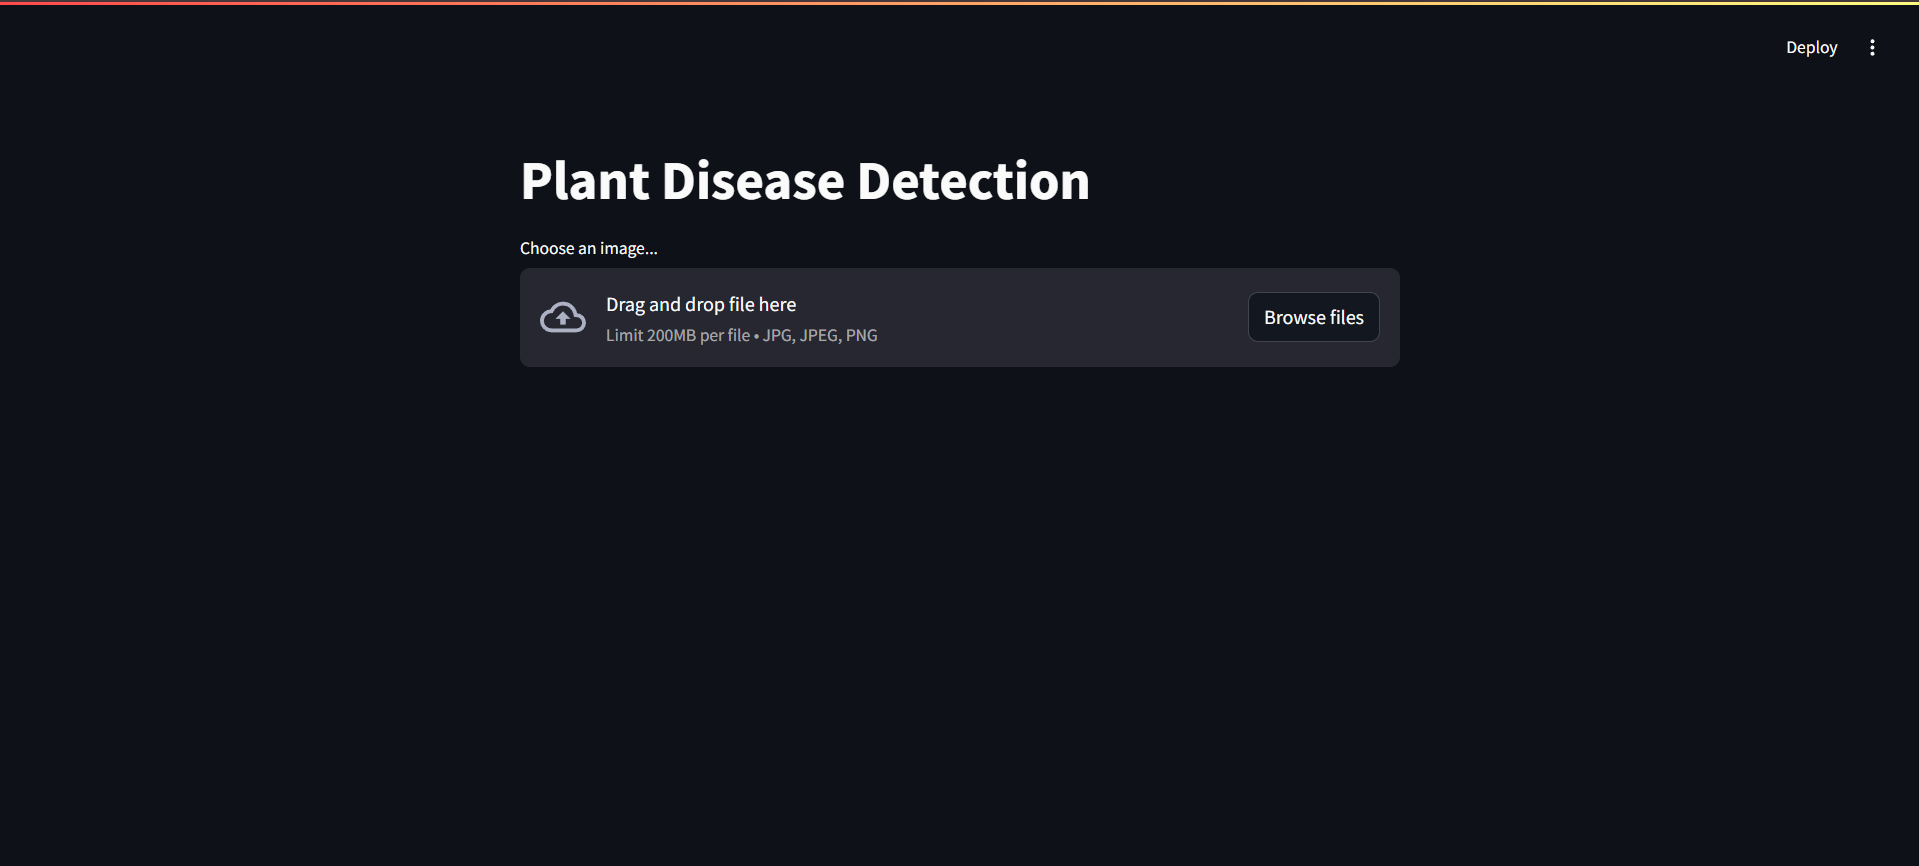 Deploy
Plant Disease Detection
Choose an image...
Drag and drop file here
Limit 200MB per file • JPG, JPEG, PNG
Browse files